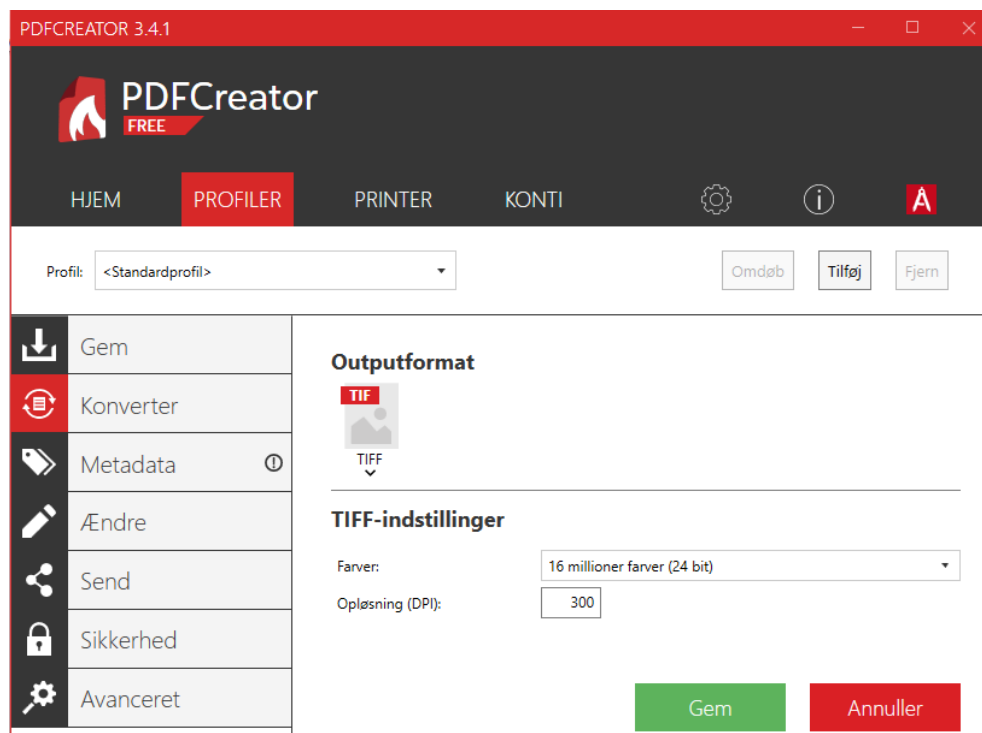 PDFCREATOR 3.4.1
PDFCreator
FREE
HJEM PROFILER PRINTER KONTI
Profil: <Standardprofil> Omdøb Tilføj Fjern
Gem
Konverter
Metadata
Ændre
Send
Sikkerhed
Avanceret
Outputformat
TIF
TIFF
TIFF-indstillinger
Farver: 16 millioner farver (24 bit)
Opløsning (DPI): 300
Gem Annuller